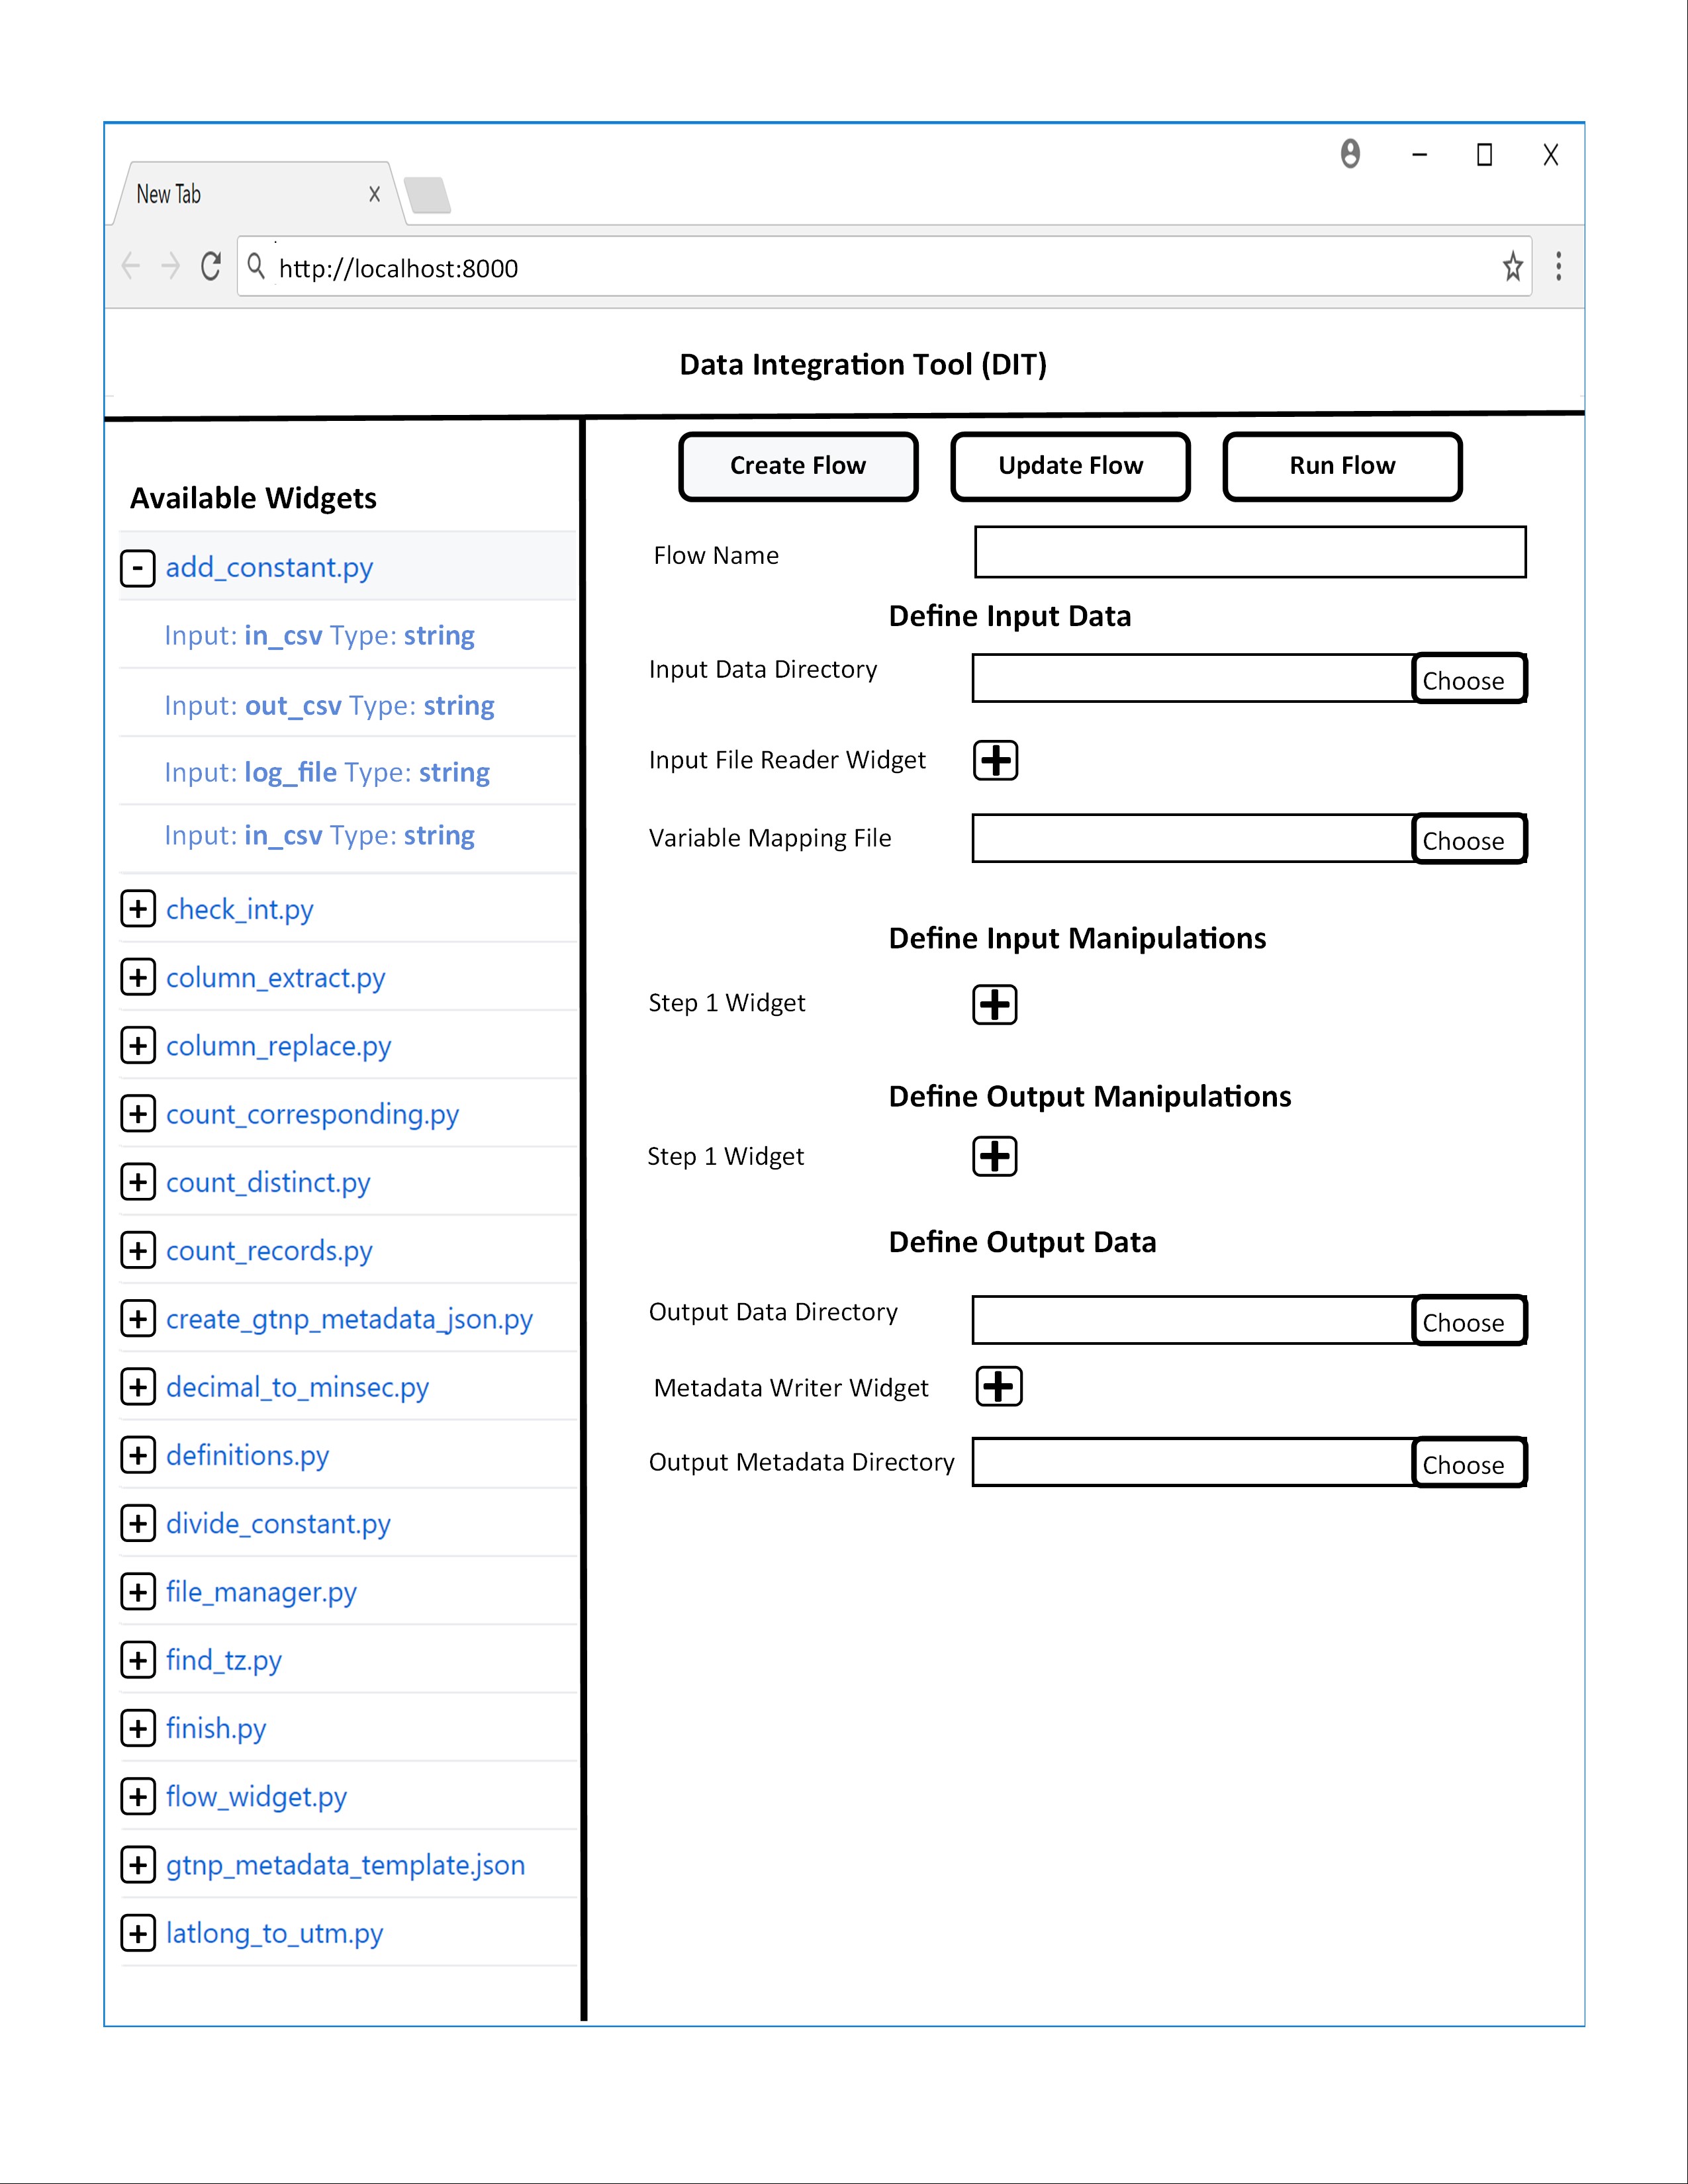 New Tab
http://localhost:8000
Data Integration Tool (DIT)
Available Widgets
- add_constant.py
Input: in_csv Type: string
Input: out_csv Type: string
Input: log_file Type: string
Input: in_csv Type: string
+ check_int.py
+ column_extract.py
+ column_replace.py
+ count_corresponding.py
+ count_distinct.py
+ count_records.py
+ create_gtnp_metadata_json.py
+ decimal_to_minsec.py
+ definitions.py
+ divide_constant.py
+ file_manager.py
+ find_tz.py
+ finish.py
+ flow_widget.py
+ gtnp_metadata_template.json
+ latlong_to_utm.py
Create Flow Update Flow Run Flow
Flow Name
Define Input Data
Input Data Directory Choose
Input File Reader Widget +
Variable Mapping File Choose
Define Input Manipulations
Step 1 Widget +
Define Output Manipulations
Step 1 Widget +
Define Output Data
Output Data Directory Choose
Metadata Writer Widget +
Output Metadata Directory Choose